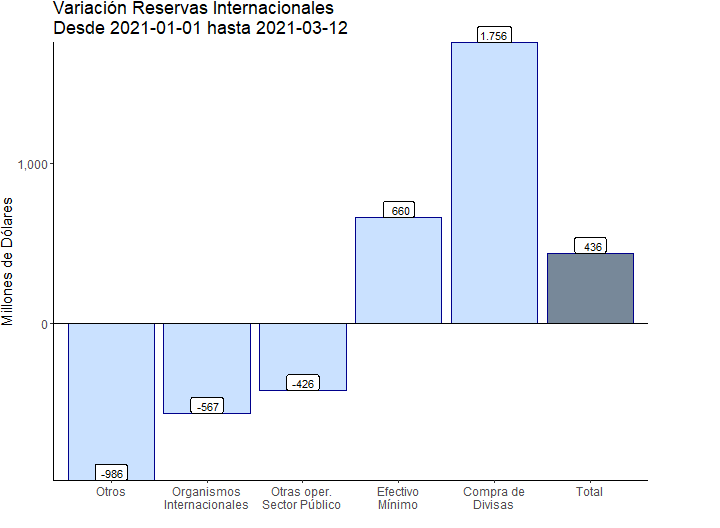 Variación Reservas Internacionales
Desde 2021-01-01 hasta 2021-03-12
1.756
1,000
Millones de Dólares
660
436
0
-426
-567
-986
Otros
Organismos
Internacionales
Otras oper.
Sector Público
Efectivo
Mínimo
Compra de
Divisas
Total